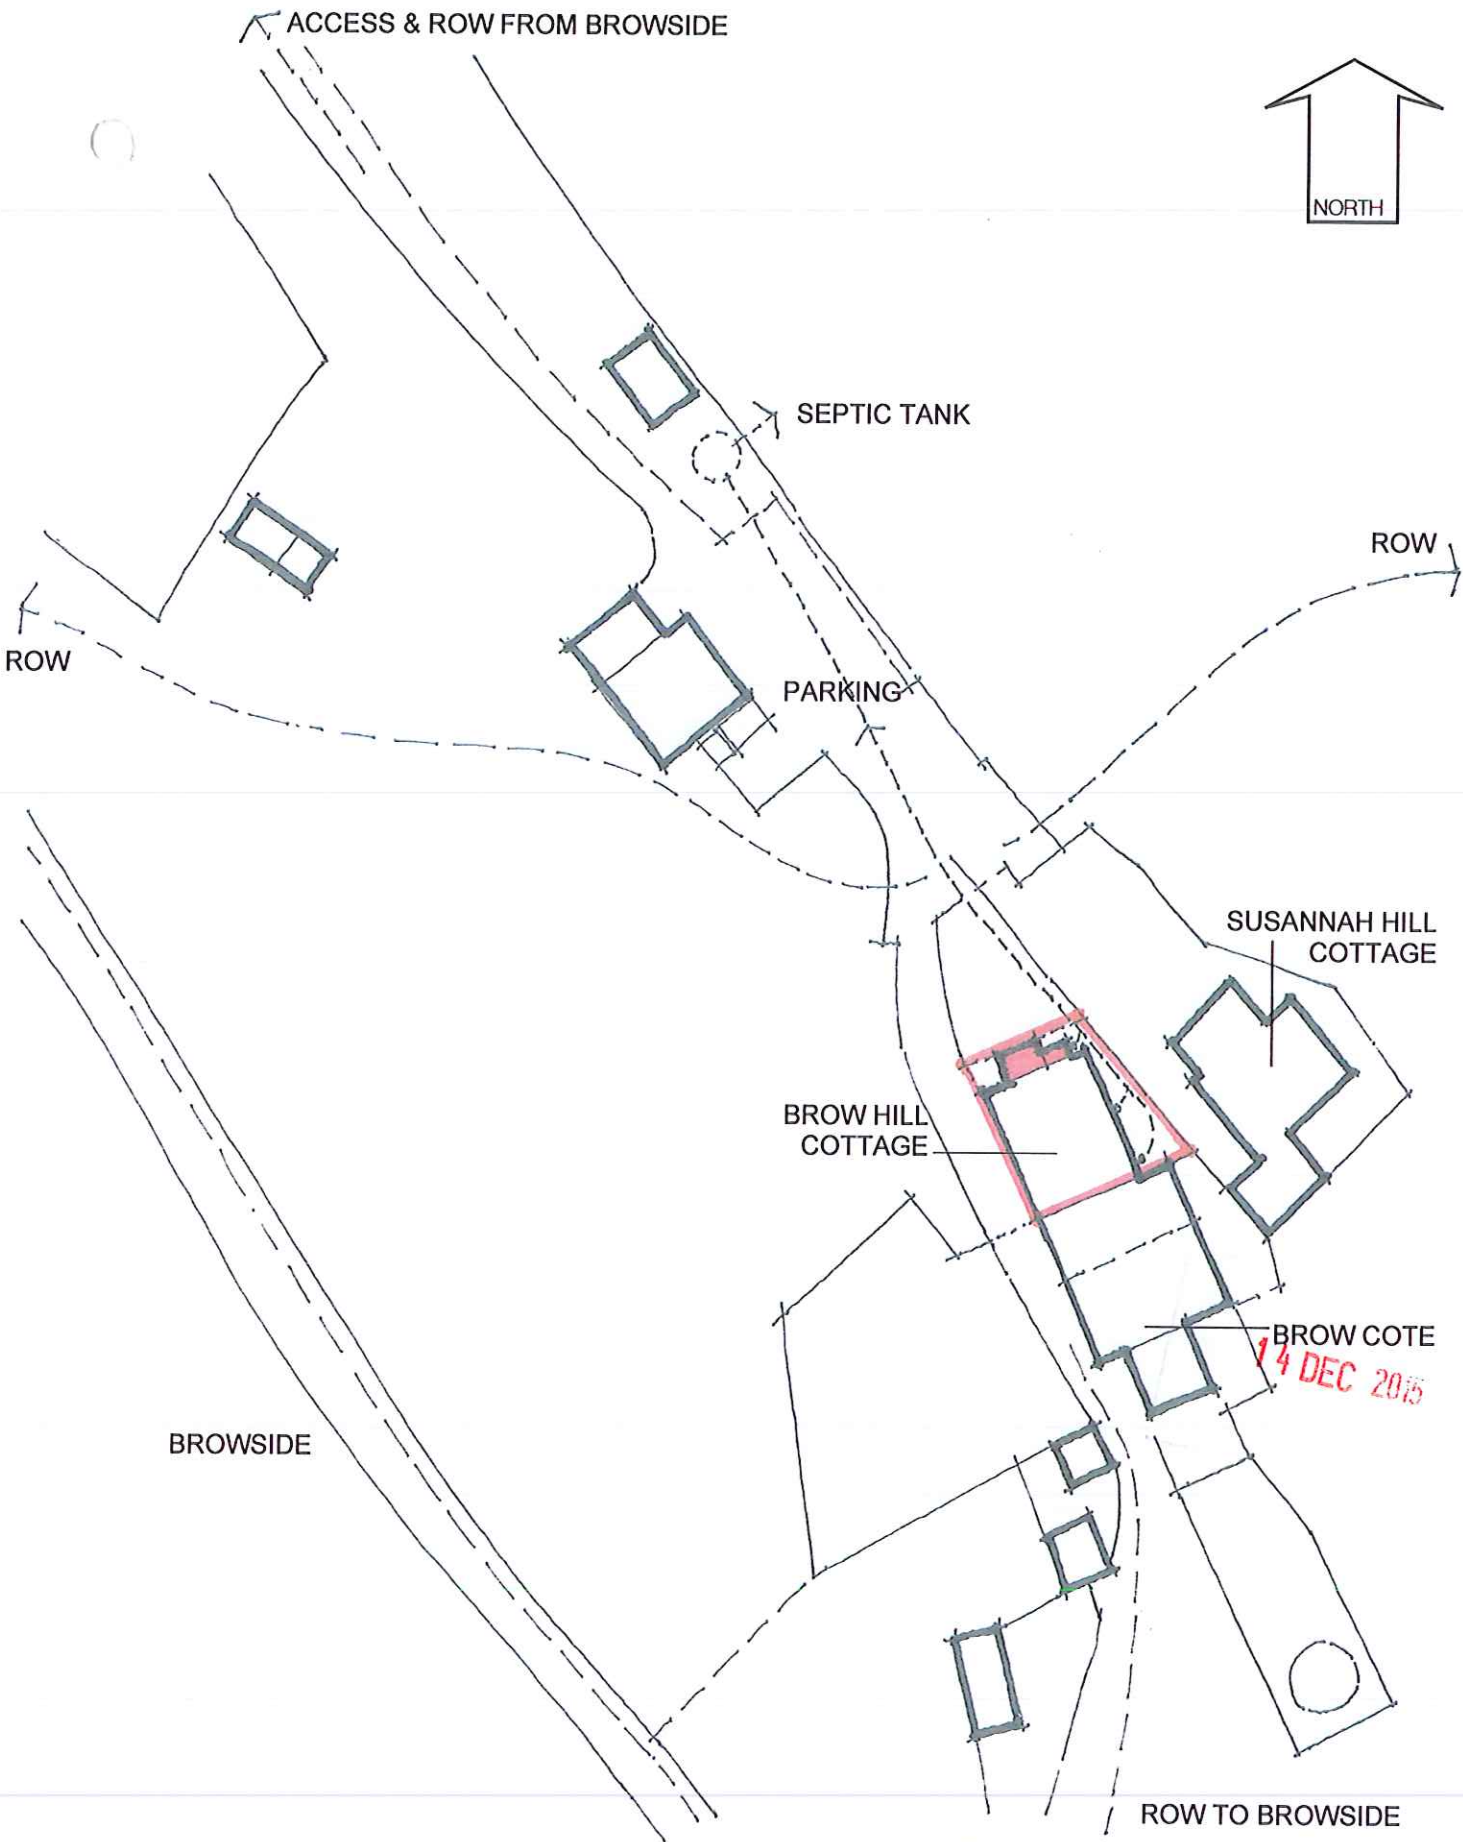 ACCESS & ROW FROM BROWSIDE
NORTH
SEPTIC TANK
ROW
ROW
PARKING
SUSANNAH HILL
COTTAGE
BROW HILL
COTTAGE
BROW COTE
14 DEC 2015
BROWSIDE
ROW TO BROWSIDE